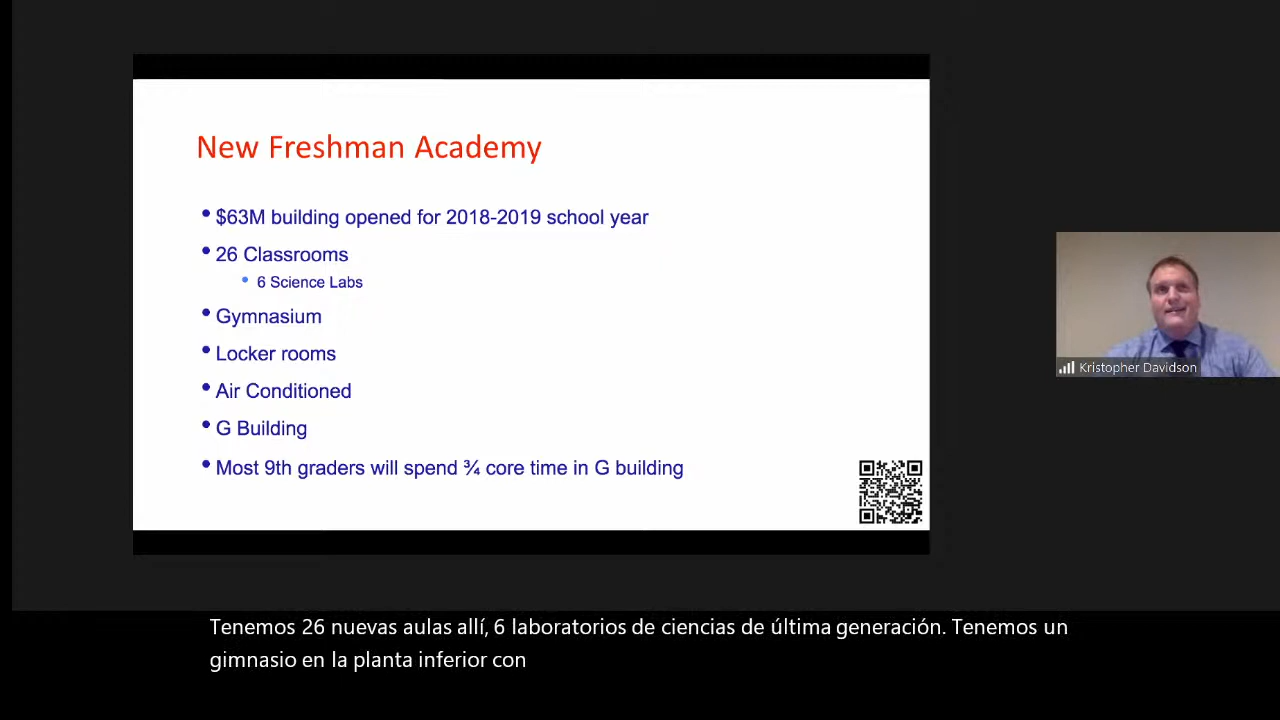 New Freshman Academy
• $63M building opened for 2018-2019 school year
• 26 Classrooms
• 6 Science Labs
• Gymnasium
• Locker rooms
• Air Conditioned
• G Building
• Most 9th graders will spend ¾ core time in G building
Kristopher Davidson
Tenemos 26 nuevas aulas allí, 6 laboratorios de ciencias de última generación. Tenemos un
gimnasio en la planta inferior con